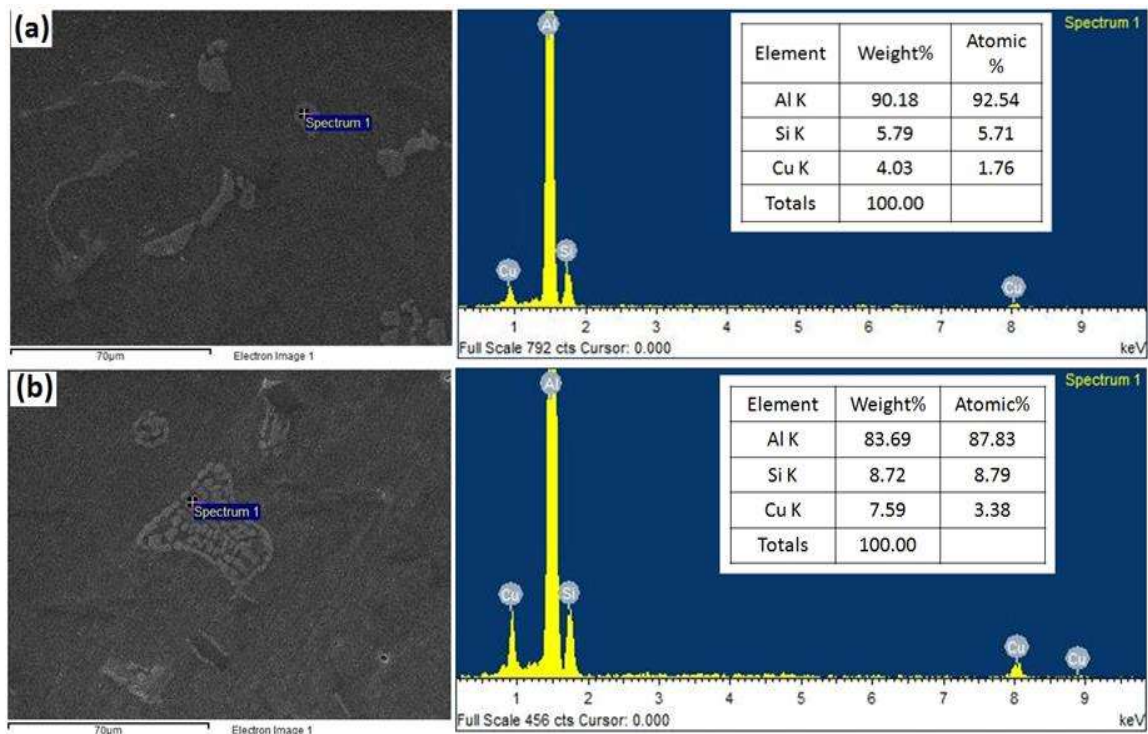 (a)
Spectrum 1
70μm Electron Image 1
Spectrum 1
Element Weight% Atomic %
Al K 90.18 92.54
Si K 5.79 5.71
Cu K 4.03 1.76
Totals 100.00
Al
Cu Si Cu
1 2 3 4 5 6 7 8 9
Full Scale 792 cts Cursor: 0.000 keV
(b)
Spectrum 1
70μm Electron Image 1
Spectrum 1
Element Weight% Atomic%
Al K 83.69 87.83
Si K 8.72 8.79
Cu K 7.59 3.38
Totals 100.00
Al
Cu Si Cu Cu
1 2 3 4 5 6 7 8 9
Full Scale 456 cts Cursor: 0.000 keV